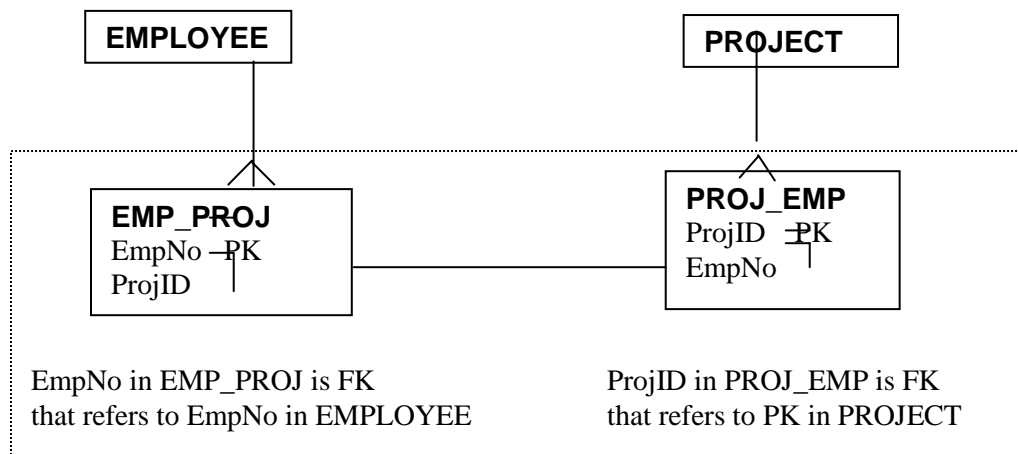 EMPLOYEE
PROJECT
EMP_PROJ
EmpNo PK
ProjID
PROJ_EMP
ProjID PK
EmpNo
EmpNo in EMP_PROJ is FK
that refers to EmpNo in EMPLOYEE
ProjID in PROJ_EMP is FK
that refers to PK in PROJECT